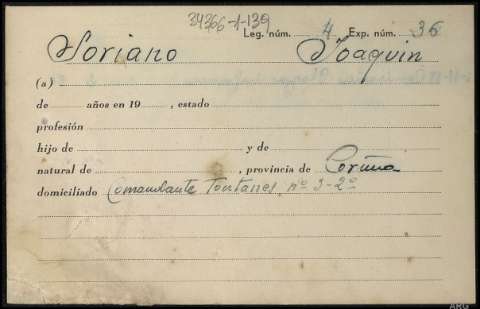 34366-1-139
Leg. núm. 4 Exp. núm. 36
Soriano Joaquin
(a)
de años en 19 , estado
profesión
hijo de y de
natural de , provincia de Coruña
domiciliado Comandante Fontanes, nº 3-2º
ARG